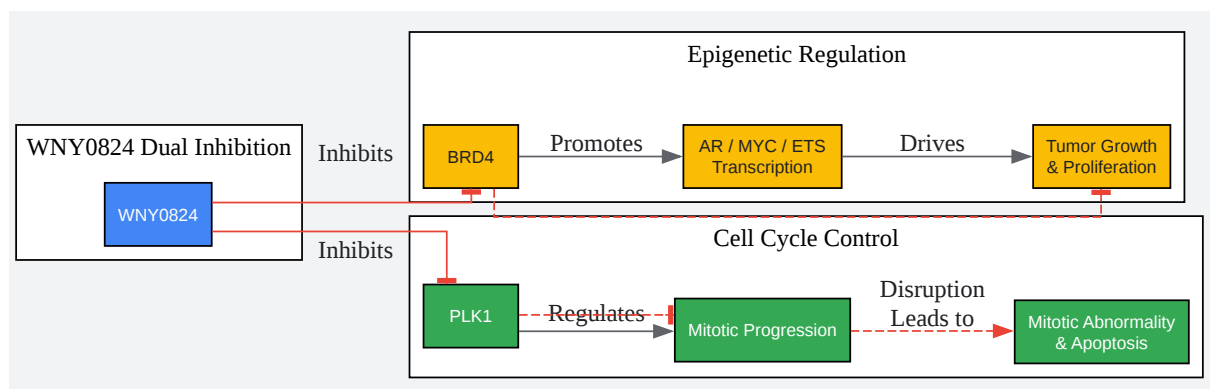 Epigenetic Regulation
WNY0824 Dual Inhibition
WNY0824
Inhibits
Inhibits
BRD4
Promotes
AR / MYC / ETS
Transcription
Drives
Tumor Growth
& Proliferation
Cell Cycle Control
PLK1
Regulates
Mitotic Progression
Disruption
Leads to
Mitotic Abnormality
& Apoptosis